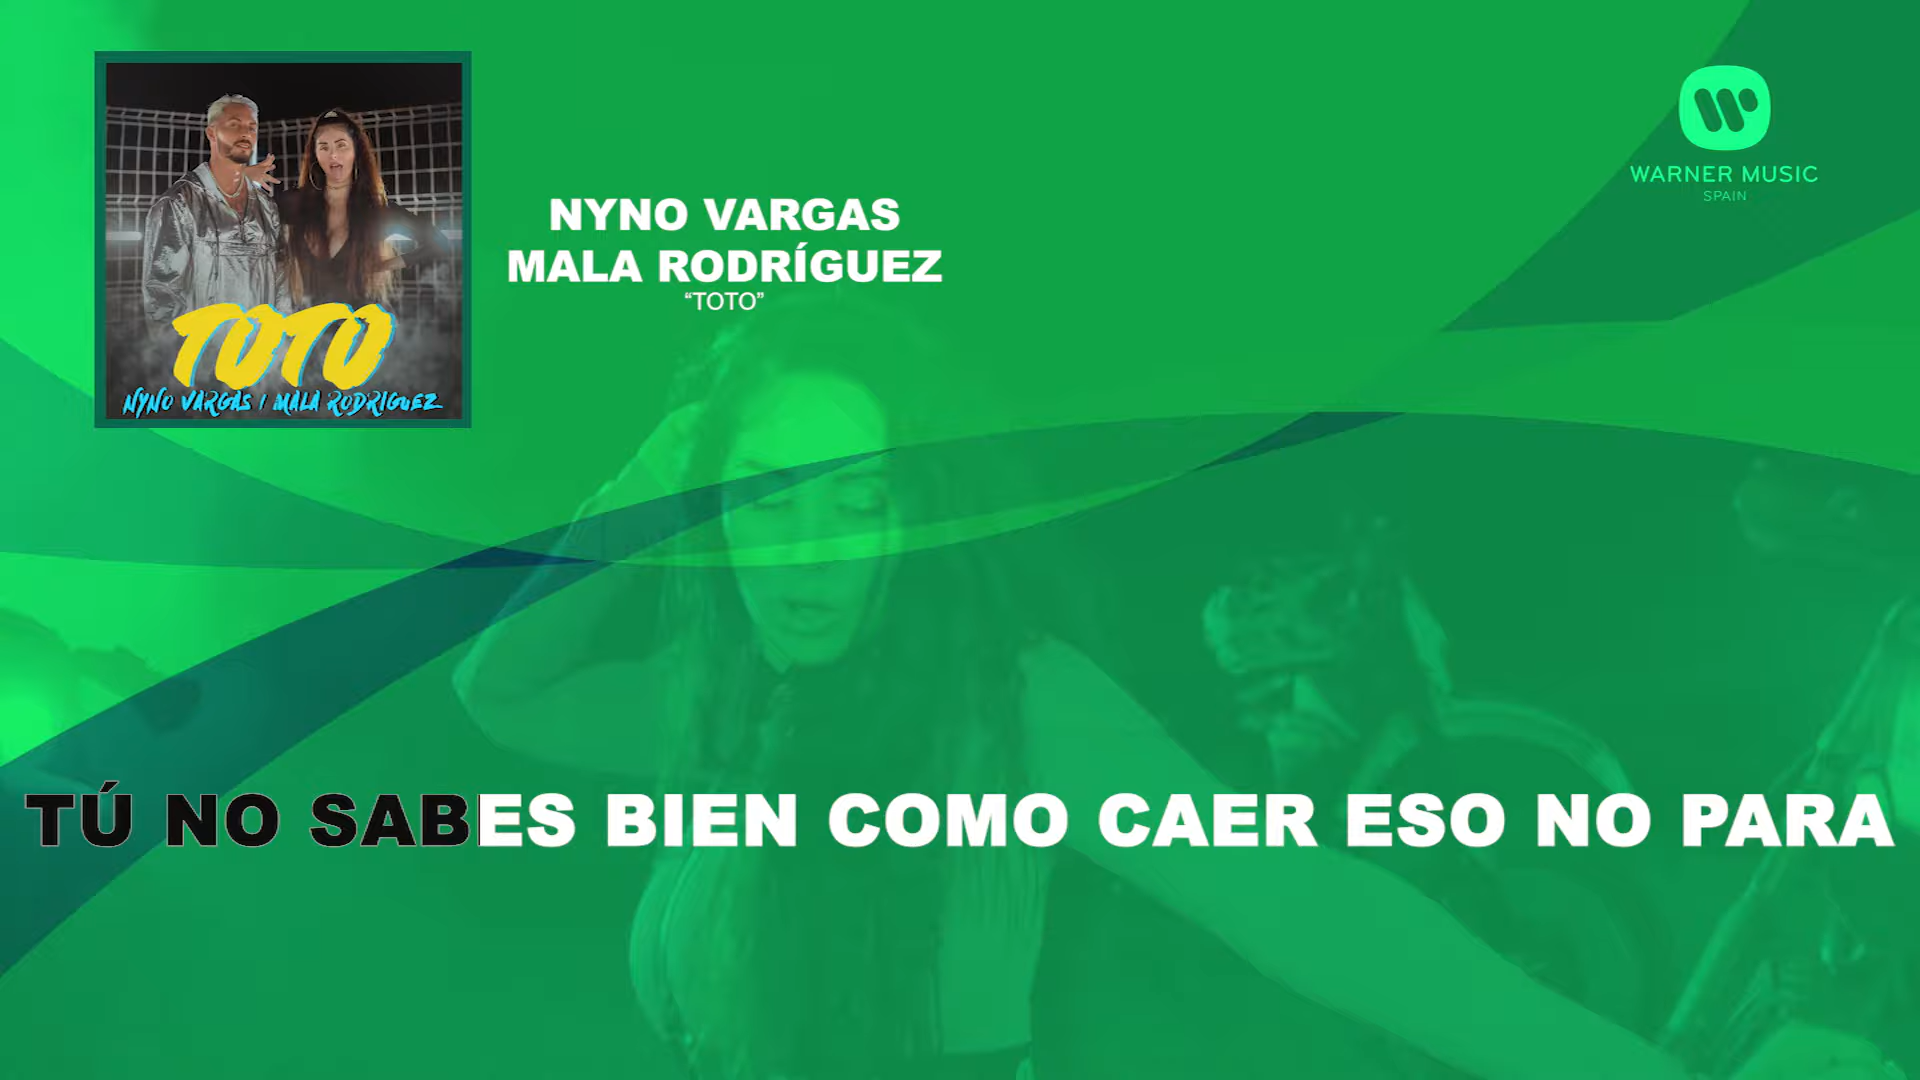 TOTO
NYNO VARGAS / MALA RODRIGUEZ
NYNO VARGAS
MALA RODRÍGUEZ
“TOTO”
WARNER MUSIC
SPAIN
TÚ NO SABES BIEN COMO CAER ESO NO PARA